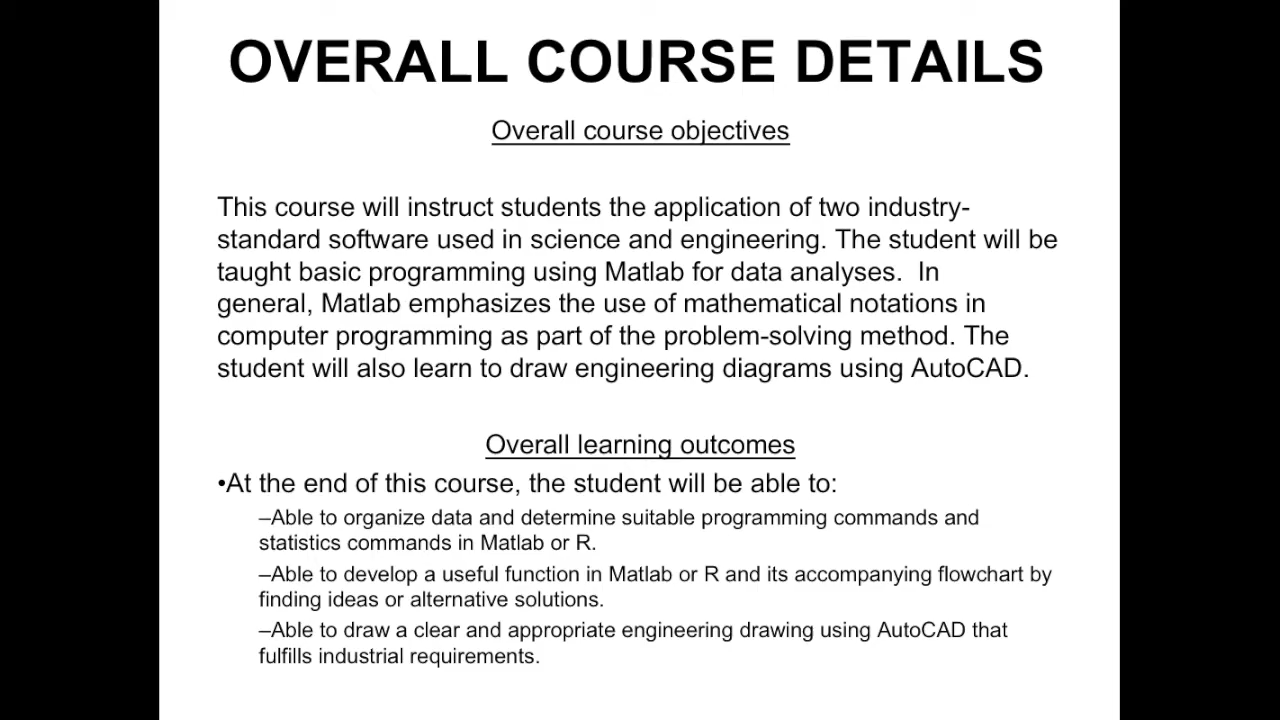 OVERALL COURSE DETAILS
Overall course objectives
This course will instruct students the application of two industry-
standard software used in science and engineering. The student will be
taught basic programming using Matlab for data analyses.  In
general, Matlab emphasizes the use of mathematical notations in
computer programming as part of the problem-solving method. The
student will also learn to draw engineering diagrams using AutoCAD.
Overall learning outcomes
•At the end of this course, the student will be able to:
–Able to organize data and determine suitable programming commands and
statistics commands in Matlab or R.
–Able to develop a useful function in Matlab or R and its accompanying flowchart by
finding ideas or alternative solutions.
–Able to draw a clear and appropriate engineering drawing using AutoCAD that
fulfills industrial requirements.